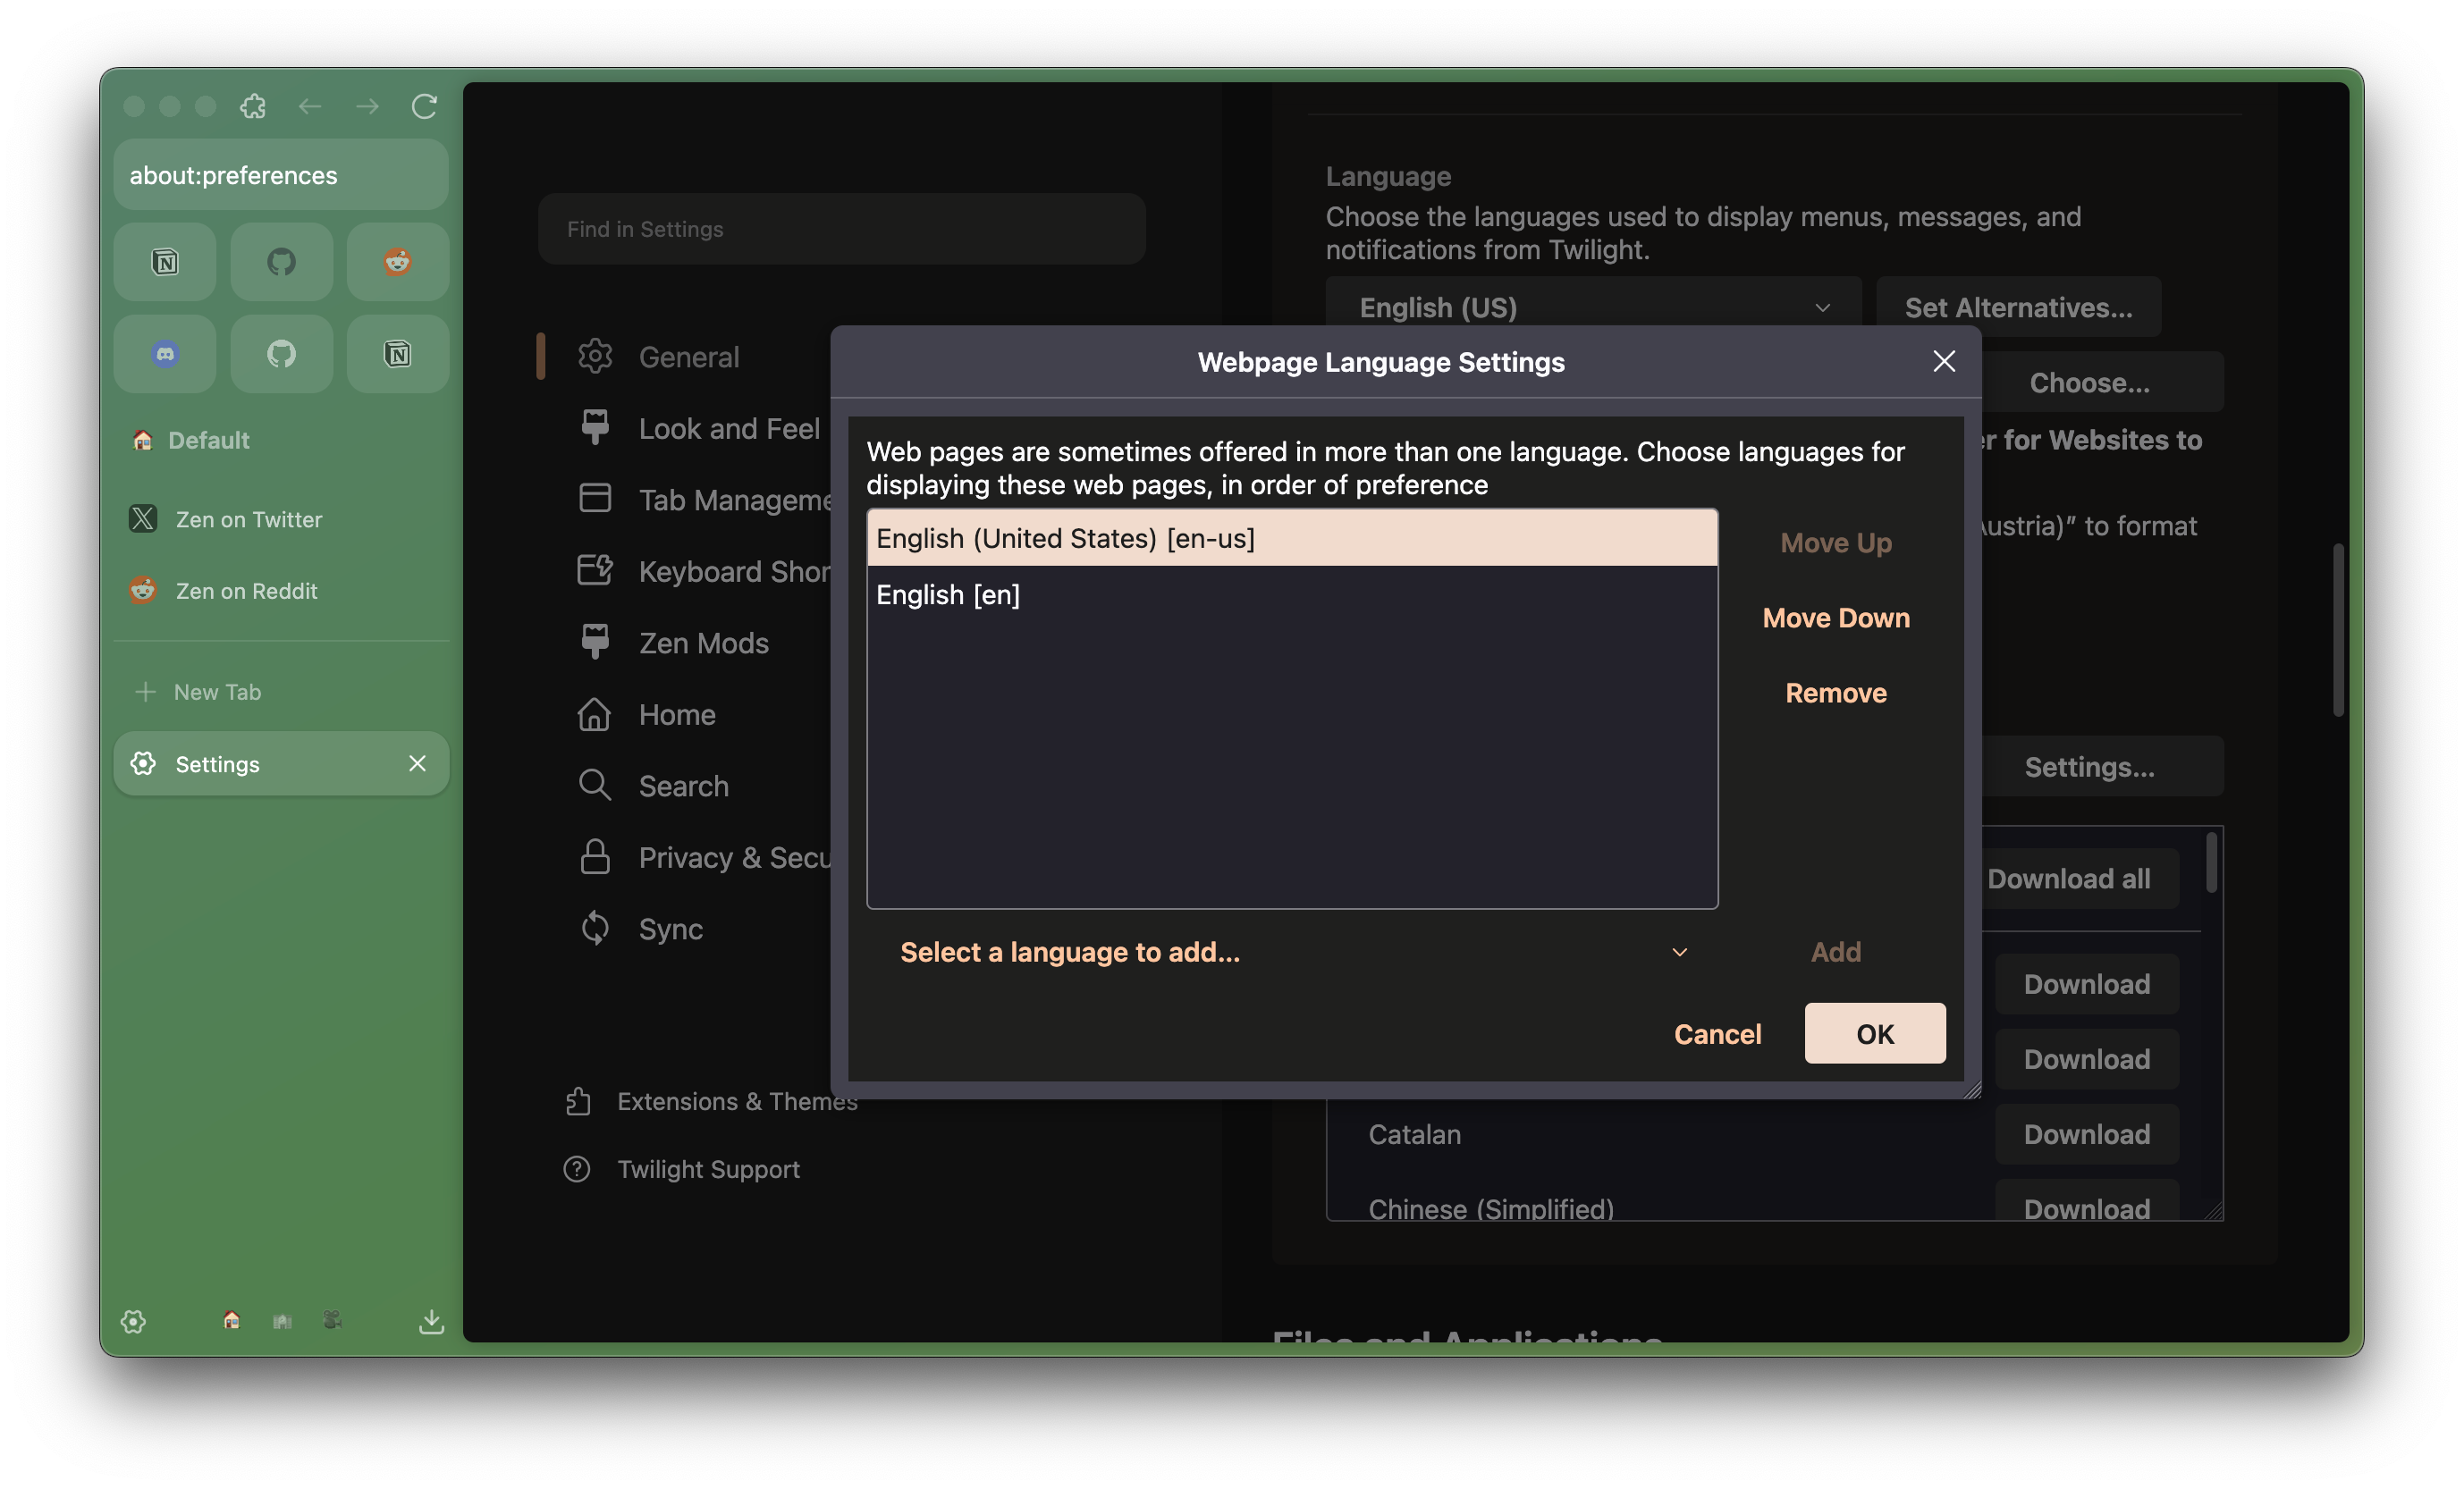 about:preferences
Default
Zen on Twitter
Zen on Reddit
New Tab
Settings
Find in Settings
General
Look and Feel
Tab Manageme
Keyboard Shor
Zen Mods
Home
Search
Privacy & Secu
Sync
Extensions & Themes
Twilight Support
Language
Choose the languages used to display menus, messages, and
notifications from Twilight.
English (US)
Set Alternatives...
Choose...
er for Websites to
Austria)” to format
Settings...
Download all
Download
Download
Catalan
Download
Chinese (Simplified)
Download
Files and Applications
Webpage Language Settings
Web pages are sometimes offered in more than one language. Choose languages for
displaying these web pages, in order of preference
English (United States) [en-us]
English [en]
Move Up
Move Down
Remove
Select a language to add...
Add
Cancel
OK